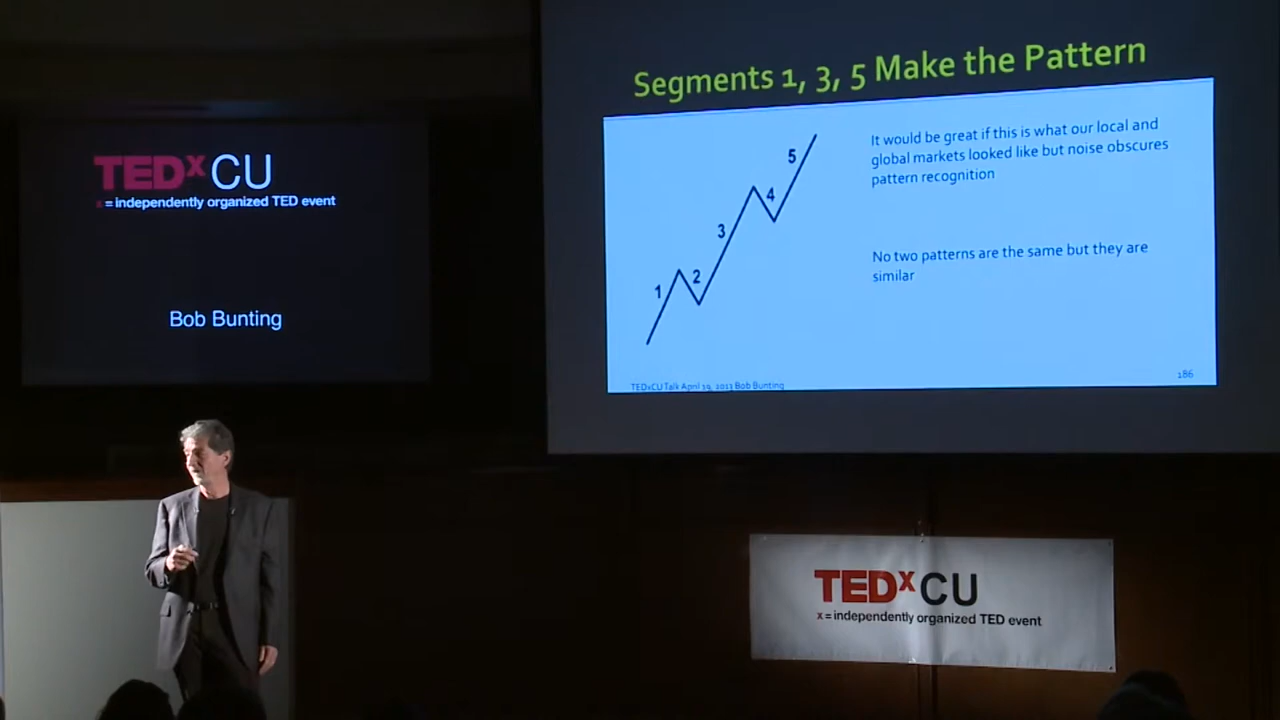 TEDxCU
x = independently organized TED event
Bob Bunting
Segments 1, 3, 5 Make the Pattern
It would be great if this is what our local and
global markets looked like but noise obscures
pattern recognition
No two patterns are the same but they are
similar
5
4
3
2
1
TEDxCU Talk April 19, 2013 Bob Bunting
186
TEDxCU
x = independently organized TED event